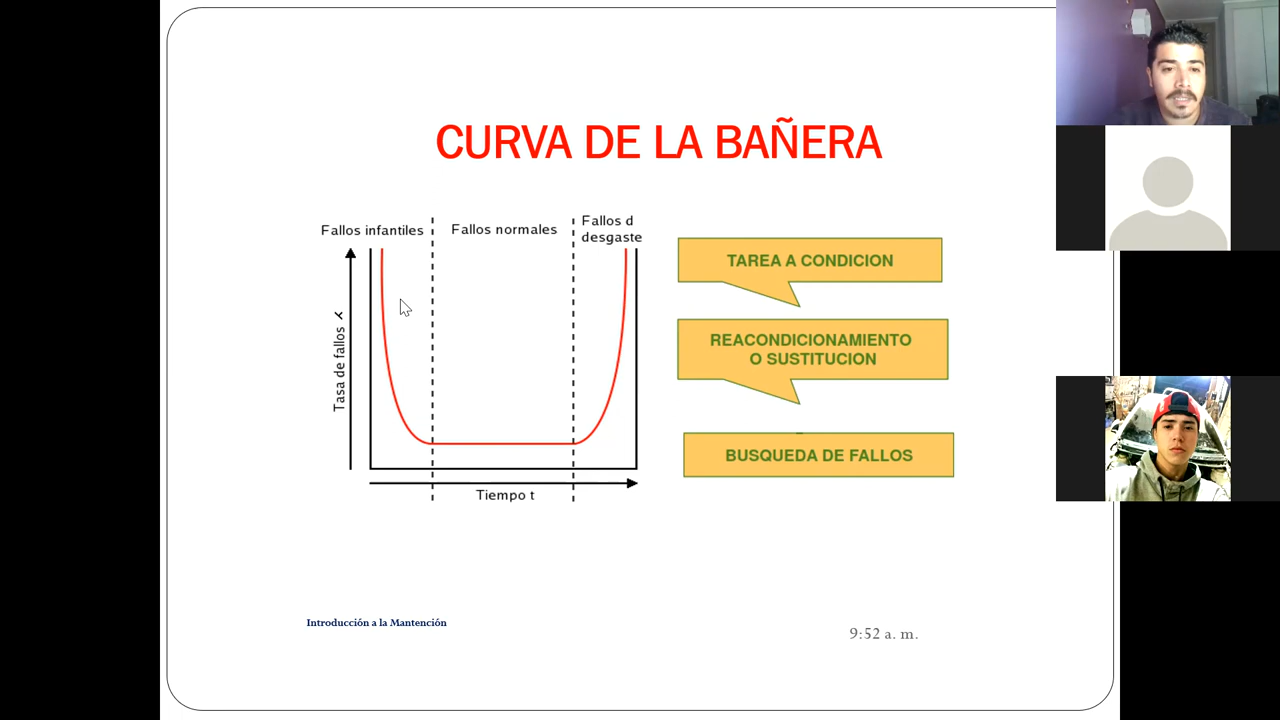 CURVA DE LA BAÑERA
Fallos infantiles
Fallos normales
Fallos d
desgaste
Tasa de fallos
Tiempo t
TAREA A CONDICION
REACONDICIONAMIENTO
O SUSTITUCION
BUSQUEDA DE FALLOS
Introducción a la Mantención
9:52 a. m.